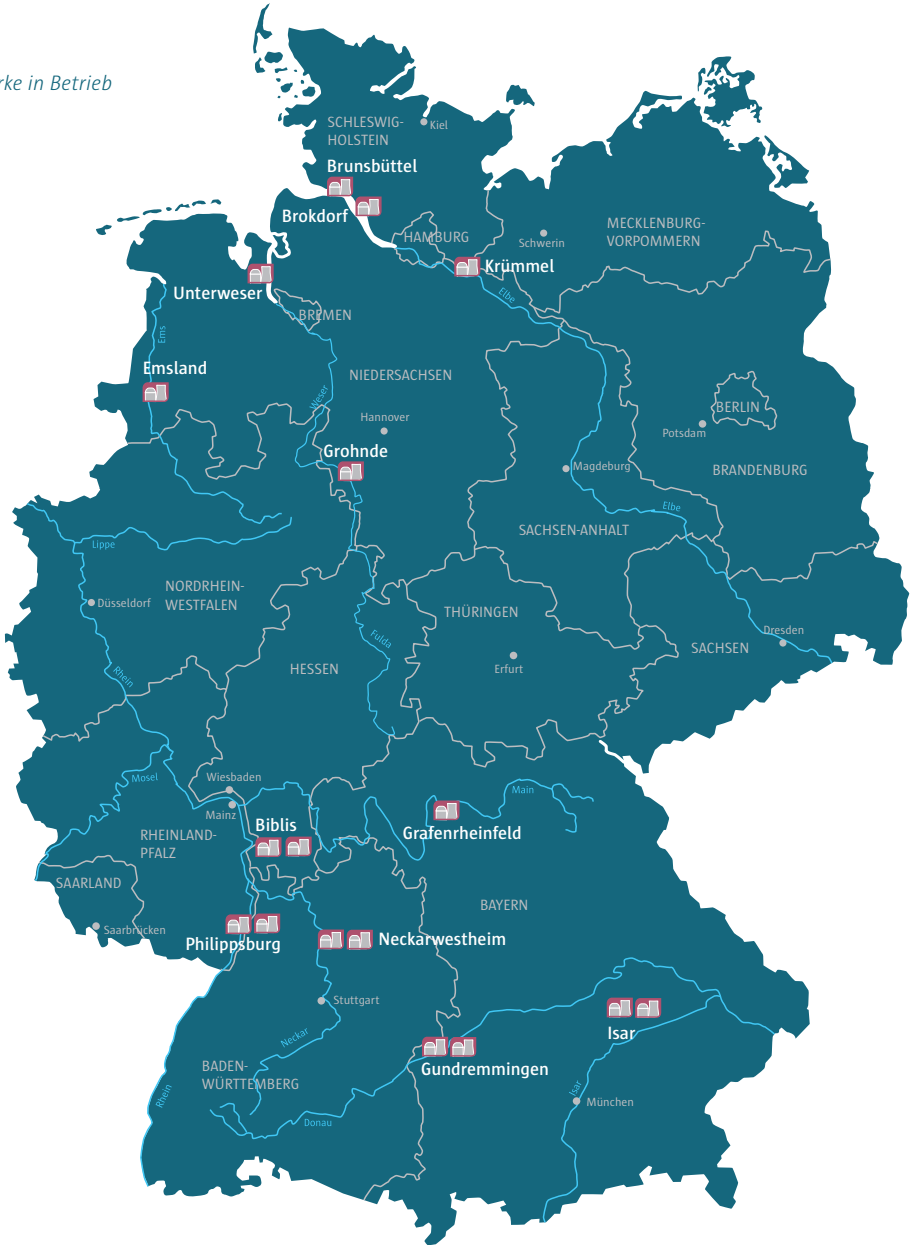 rke in Betrieb
SCHLESWIG-
HOLSTEIN
Kiel
Brunsbüttel
Brokdorf
HAMBURG
Schwerin
MECKLENBURG-
VORPOMMERN
Krümmel
Unterweser
Elbe
BREMEN
Ems
Emsland
NIEDERSACHSEN
Weser
Hannover
BERLIN
Potsdam
Grohnde
Magdeburg
BRANDENBURG
Elbe
SACHSEN-ANHALT
Lippe
NORDRHEIN-
WESTFALEN
Düsseldorf
THÜRINGEN
Dresden
Fulda
SACHSEN
HESSEN
Erfurt
Rhein
Mosel
Wiesbaden
Main
Mainz
Biblis
Grafenrheinfeld
RHEINLAND-
PFALZ
SAARLAND
BAYERN
Saarbrücken
Philippsburg
Neckarwestheim
Stuttgart
Isar
Neckar
Gundremmingen
BADEN-
WÜRTTEMBERG
Isar
Rhein
München
Donau